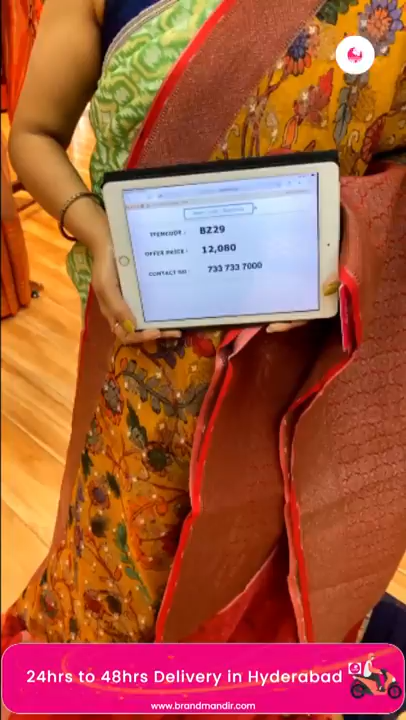 ITEMCODE : BZ29
OFFER PRICE : 12,080
CONTACT NO : 733 733 7000
24hrs to 48hrs Delivery in Hyderabad
www.brandmandir.com